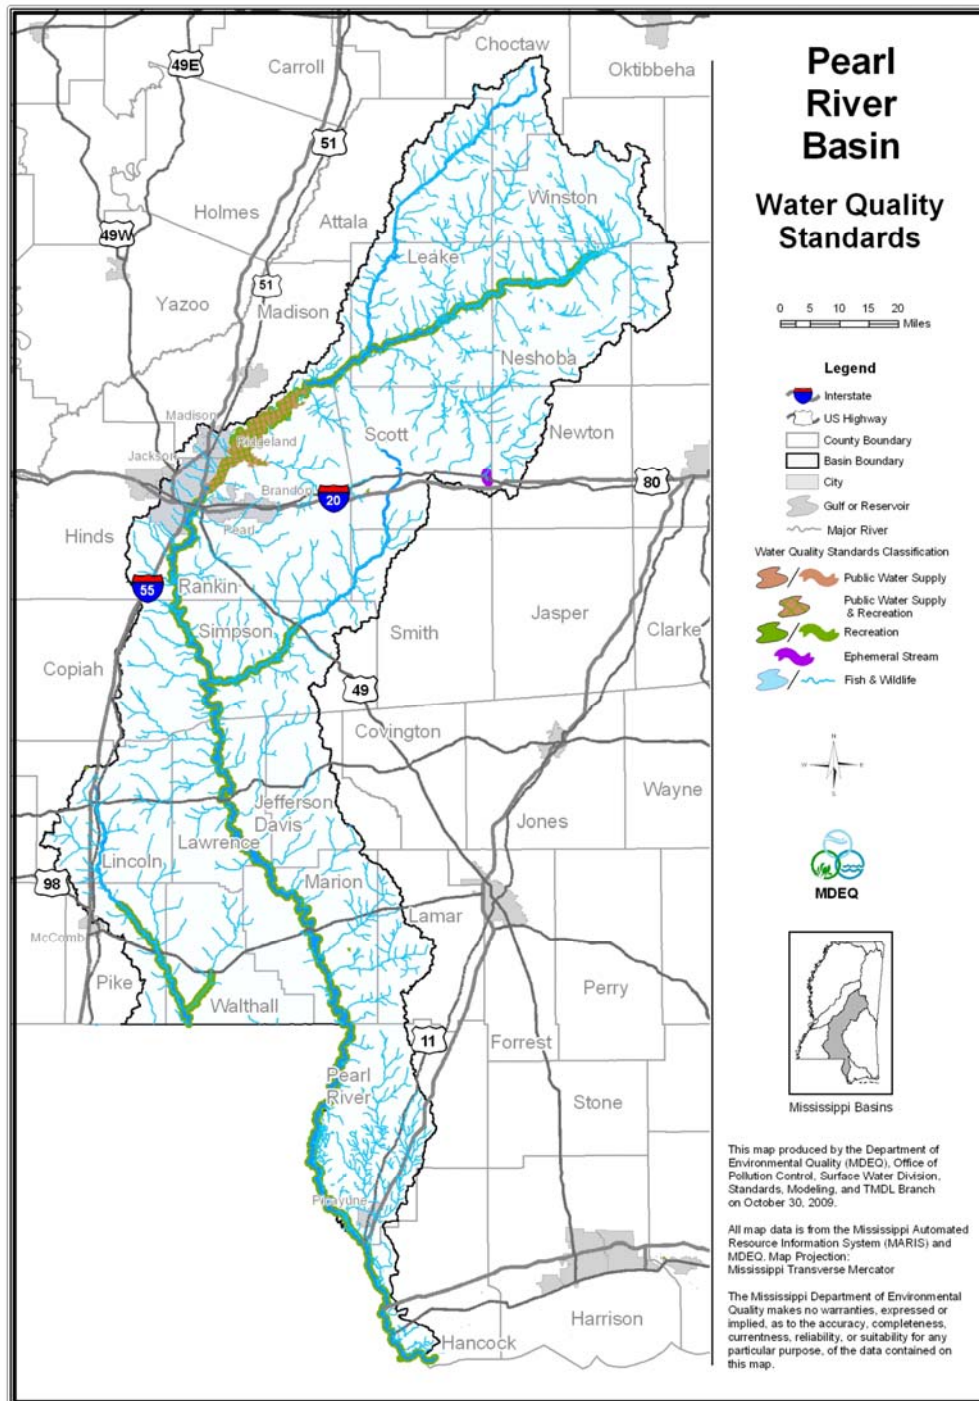 Pearl
River
Basin
Water Quality
Standards
0 5 10 20
Miles
Legend
Interstate
US Highway
County Boundary
Basin Boundary
City
Gulf or Reservoir
Major River
Water Quality Standards Classification
Public Water Supply
Public Water Supply
& Recreation
Recreation
Ephemeral Stream
Fish & Wildlife
N
W
E
S
MDEQ
Mississippi Basins
This map produced by the Department of
Environmental Quality (MDEQ), Office of
Pollution Control, Surface Water Division,
Standards, Modeling, and TMDL Branch
on October 30, 2009.
All map data is from the Mississippi Automated
Resource Information System (MARIS) and
MDEQ. Map Projection:
Mississippi Transverse Mercator
The Mississippi Department of Environmental
Quality makes no warranties, expressed or
implied, as to the accuracy, completeness,
currentness, reliability, or suitability for any
particular purpose, of the data contained on
this map.
Choctaw
49E
Carroll
Oktibbeha
51
Winston
Holmes
Attala
49W
Leake
51
Yazoo
Madison
Neshoba
Madison
Scott
Newton
Ridgeland
Jackson
80
Brandon
20
Hinds
Pearl
55
Rankin
Jasper
Simpson
Smith
Clarke
Copiah
49
Covington
Wayne
Jefferson
Davis
Jones
Lawrence
Lincoln
98
Marion
Lamar
McComb
Pike
Perry
Walthall
11
Forrest
Pearl
River
Stone
Picayune
Harrison
Hancock